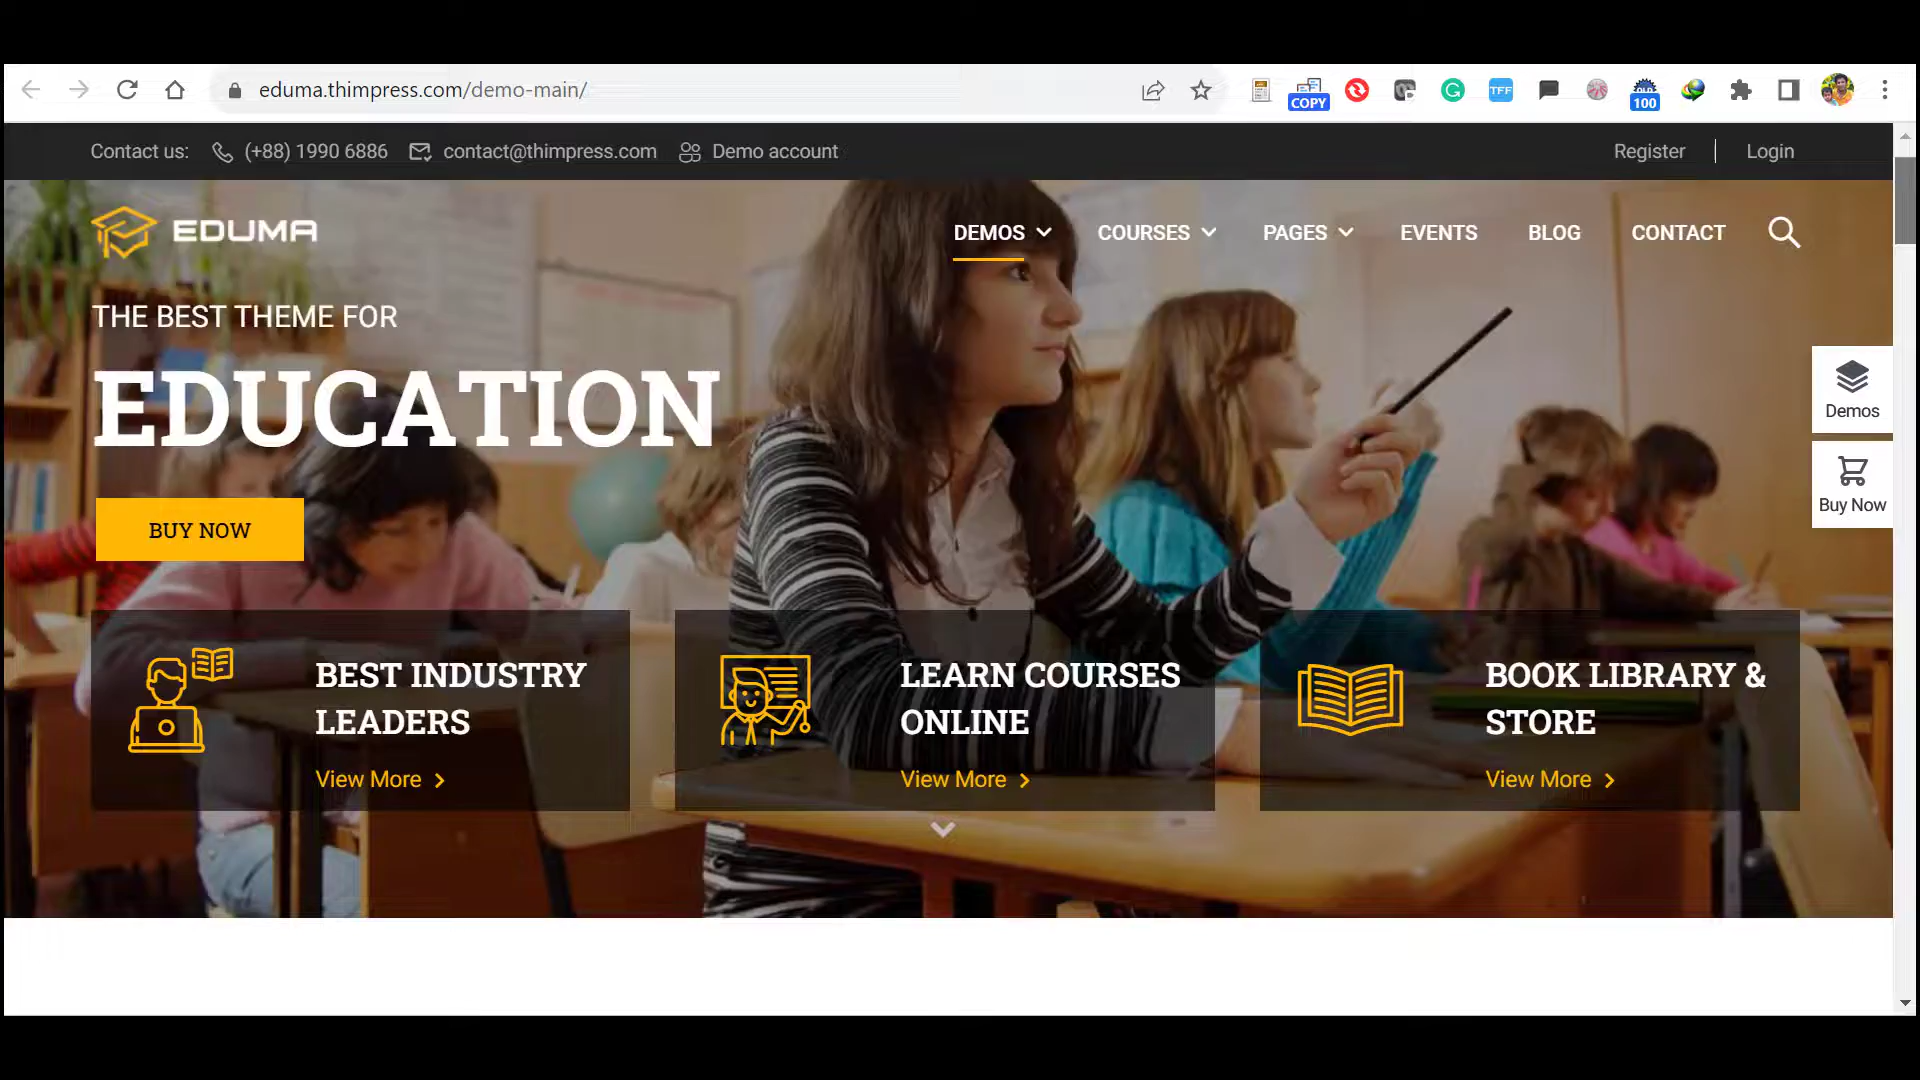 eduma.thimpress.com/demo-main/
COPY
TFF
OLD
100
Contact us: (+88) 1990 6886 contact@thimpress.com Demo account Register | Login
EDUMA
DEMOS COURSES PAGES EVENTS BLOG CONTACT
THE BEST THEME FOR
EDUCATION
Demos
BUY NOW
Buy Now
BEST INDUSTRY
LEADERS
View More
LEARN COURSES
ONLINE
View More
BOOK LIBRARY &
STORE
View More